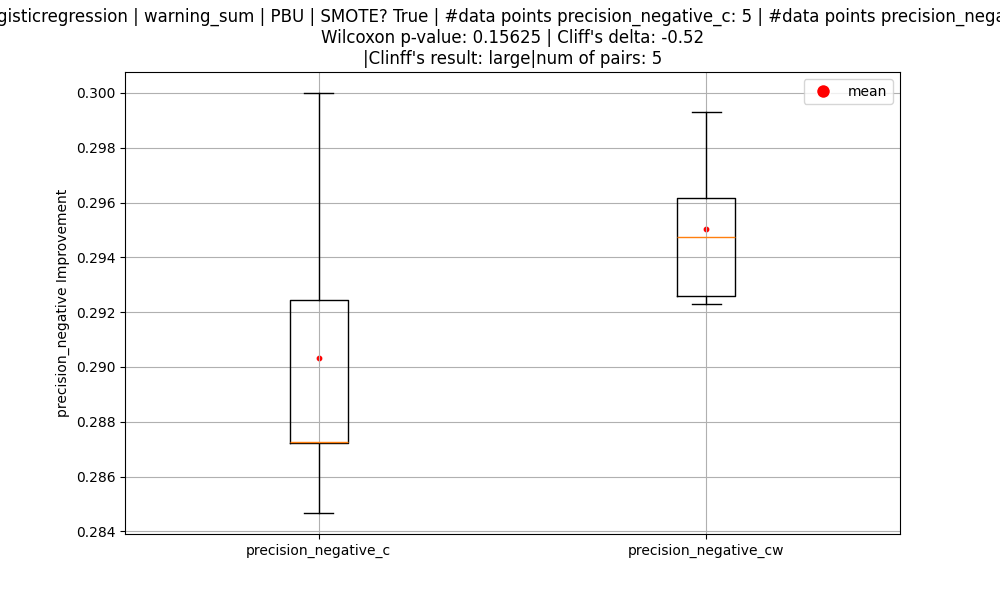 gisticregression | warning_sum | PBU | SMOTE? True | #data points precision_negative_c: 5 | #data points precision_nega
Wilcoxon p-value: 0.15625 | Cliff's delta: -0.52
|Clinff's result: large|num of pairs: 5
mean
0.300
0.298
0.296
0.294
0.292
0.290
0.288
0.286
0.284
precision_negative Improvement
precision_negative_c
precision_negative_cw